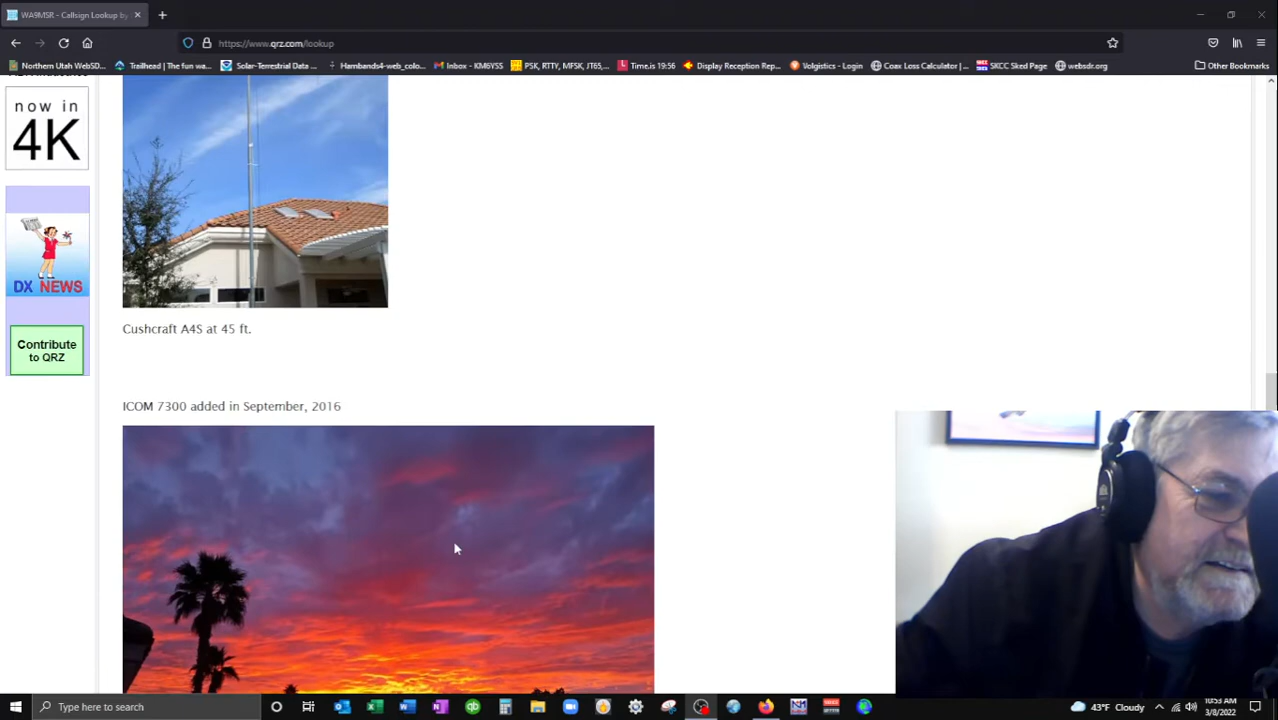 WA9MSR - Callsign Lookup by
https://www.qrz.com/lookup
Northern Utah WebSD...
Trailhead | The fun wa...
Solar-Terrestrial Data ...
Hambands4-web_colo...
Inbox - KM6YSS
PSK, RTTY, MFSK, JT65,...
Time.is 19:56
Display Reception Rep...
Volgistics - Login
Coax Loss Calculator |...
SKCC Sked Page
websdr.org
Other Bookmarks
now in
4K
DX NEWS
Contribute
to QRZ
Cushcraft A4S at 45 ft.
ICOM 7300 added in September, 2016
Type here to search
43°F Cloudy
10:53 AM
3/8/2022